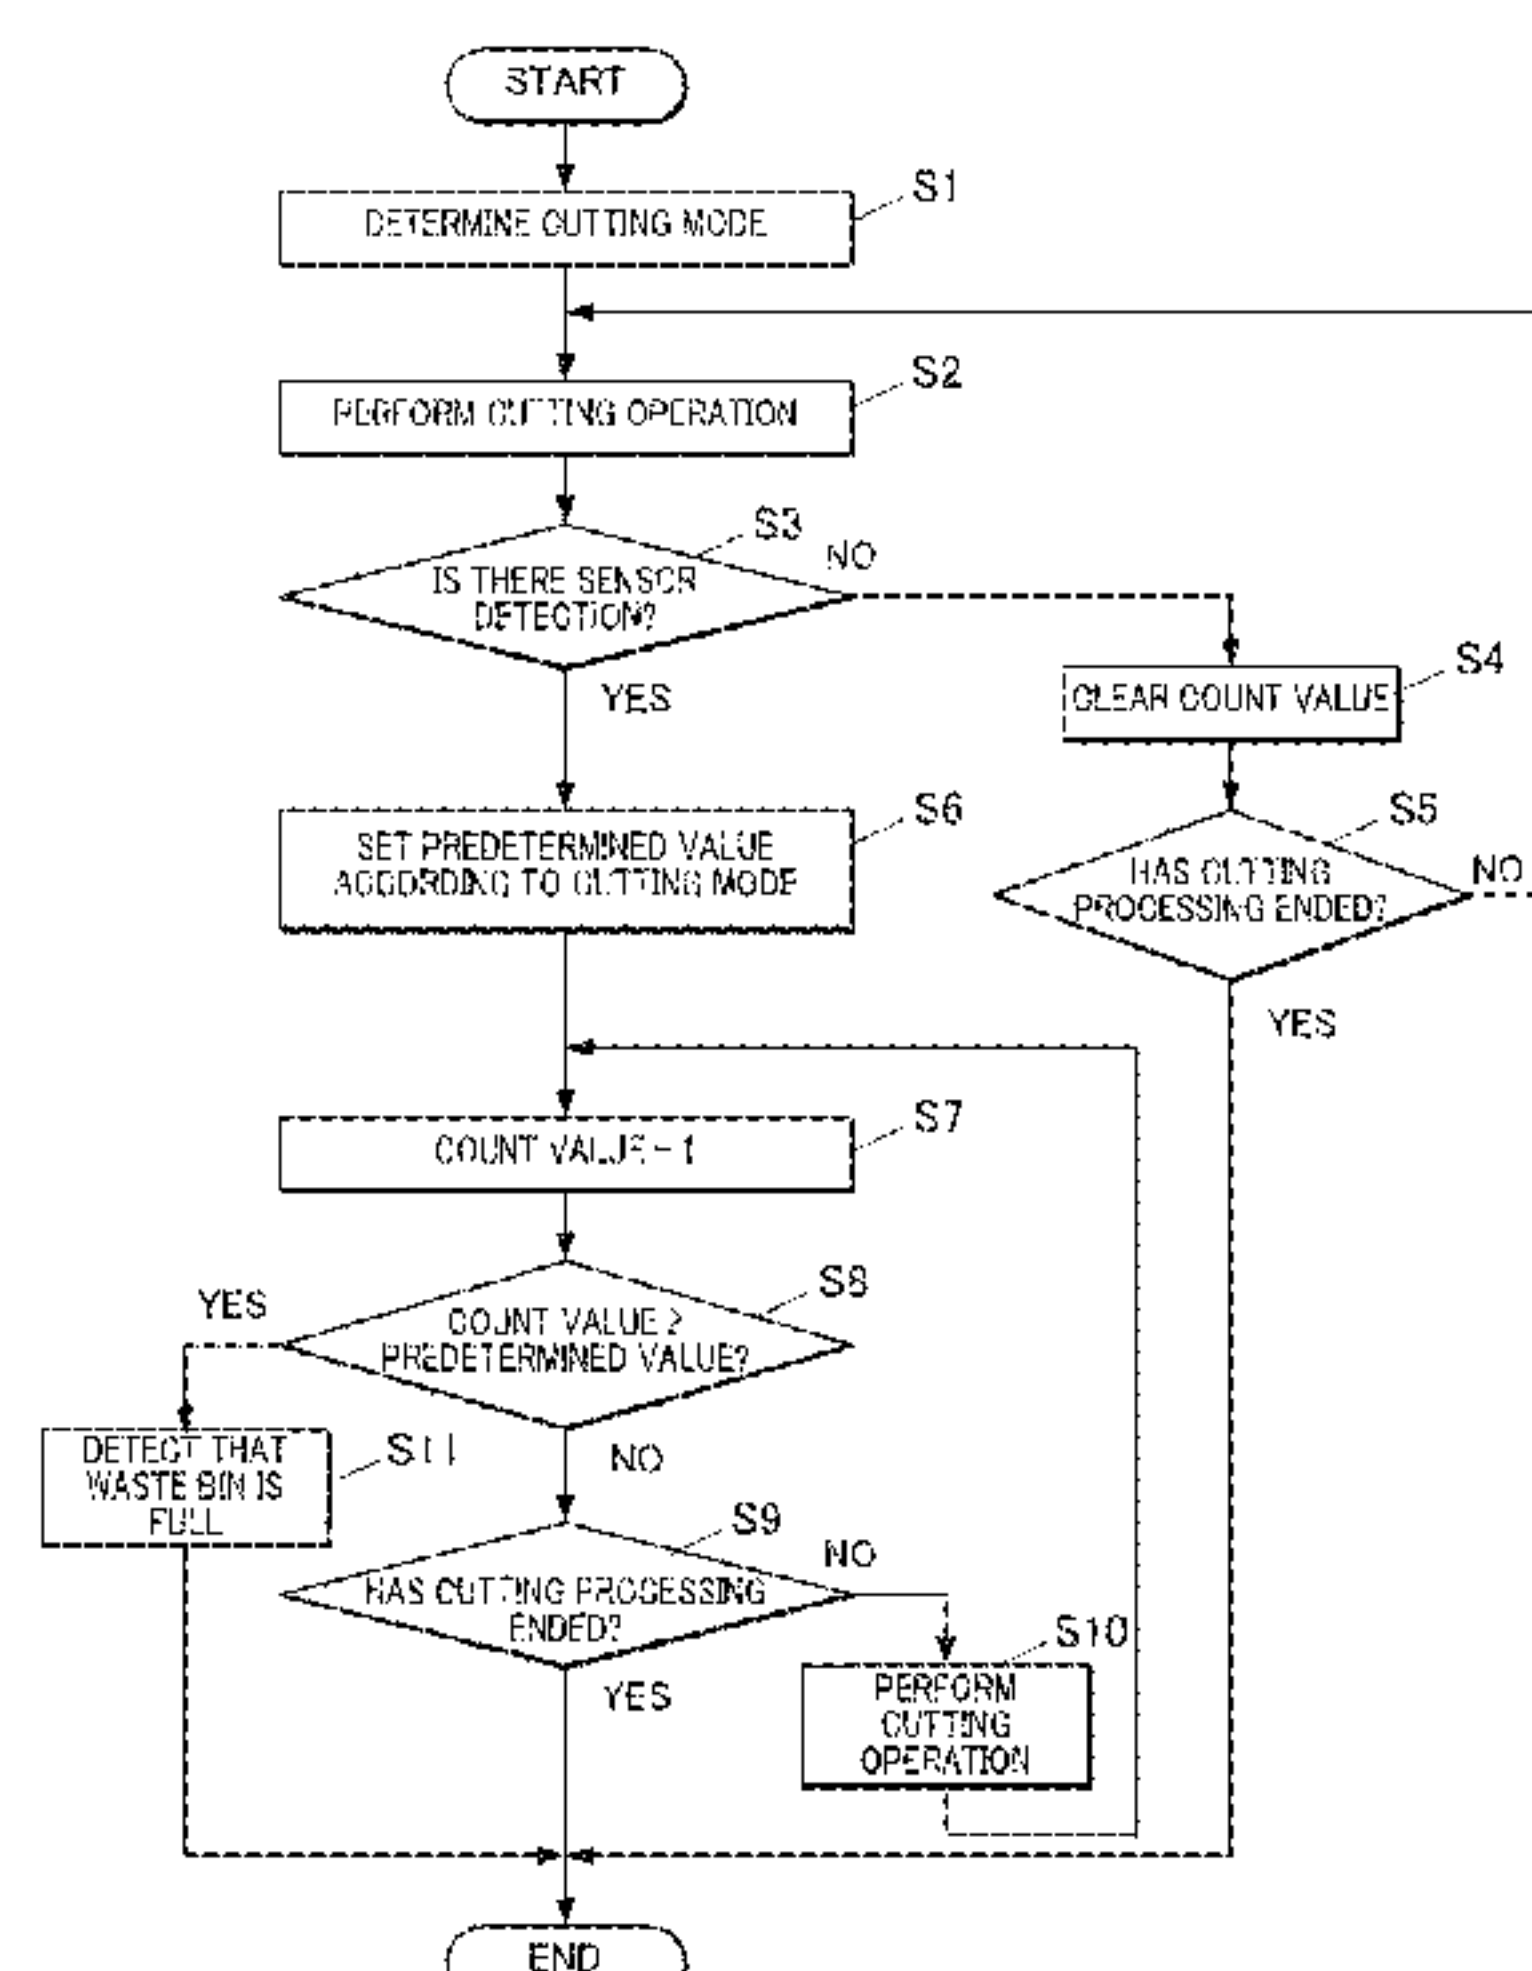 START
DETERMINE CUTTING MODE
S1
PERFORM CUTTING OPERATION
S2
S3
IS THERE SENSOR
DETECTION?
NO
YES
CLEAR COUNT VALUE
S4
SET PREDETERMINED VALUE
ACCORDING TO CUTTING MODE
S6
S5
HAS CUTTING
PROCESSING ENDED?
NO
YES
COUNT VALUE
1
S7
S8
COUNT VALUE
PREDETERMINED VALUE?
YES
NO
DETECT THAT
WASTE BIN IS
FULL
S11
S9
HAS CUTTING PROCESSING
ENDED?
NO
YES
S10
PERFORM
CUTTING
OPERATION
END